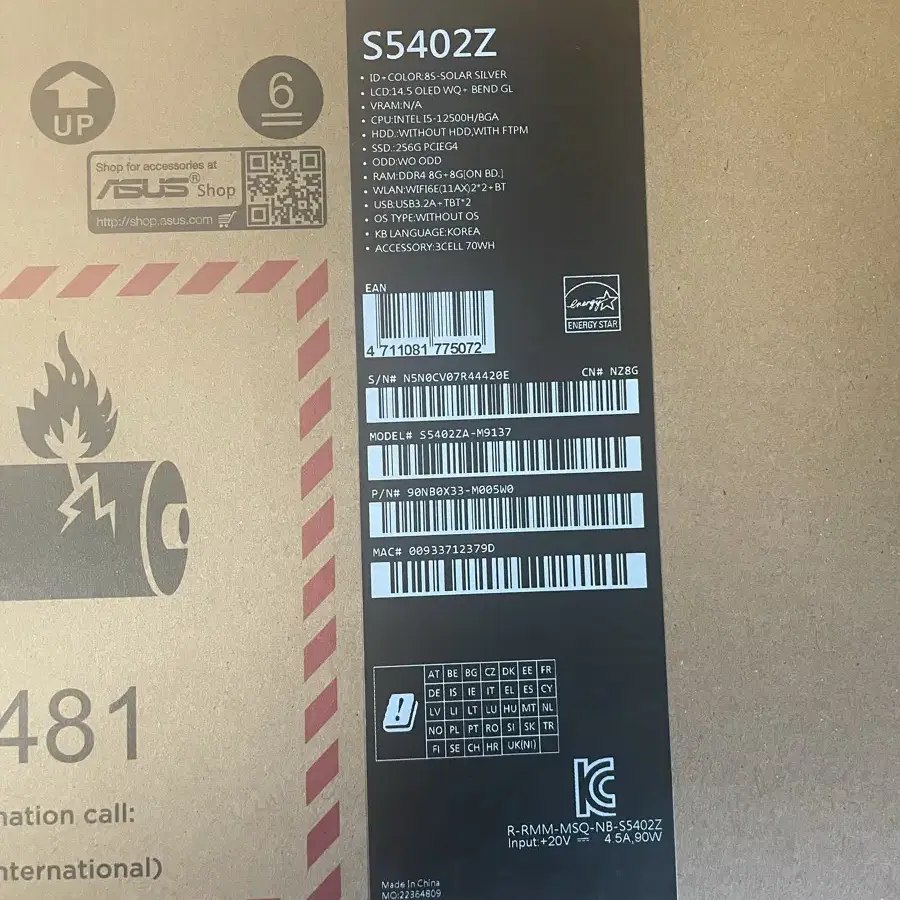 UP
6
Shop for accessories at
ASUS® Shop
http://shop.asus.com
S5402Z
• ID+COLOR:8S-SOLAR SILVER
• LCD:14.5 OLED WQ+ BEND GL
• VRAM:N/A
• CPU:INTEL I5-12500H/BGA
• HDD.:WITHOUT HDD,WITH FTPM
• SSD.:256G PCIEG4
• ODD:WO ODD
• RAM:DDR4 8G+8G[ON BD.]
• WLAN:WIFI6E(11AX)2*2+BT
• USB:USB3.2A+TBT*2
• OS TYPE:WITHOUT OS
• KB LANGUAGE:KOREA
• ACCESSORY:3CELL 70WH
EAN
4 711081 775072
energy
ENERGY STAR
S/N# N5N0CV07R44420E
CN# NZ8G
MODEL# S5402ZA-M9137
P/N# 90NB0X33-M005W0
MAC# 00933712379D
AT BE BG CZ DK EE FR
DE IS IE IT EL ES CY
LV LI LT LU HU MT NL
NO PL PT RO SI SK TR
FI SE CH HR UK(NI)
R-RMM-MSQ-NB-S5402Z
Input:+20V ⎓ 4.5A,90W
Made In China
MO:22364809
481
nation call:
nternational)